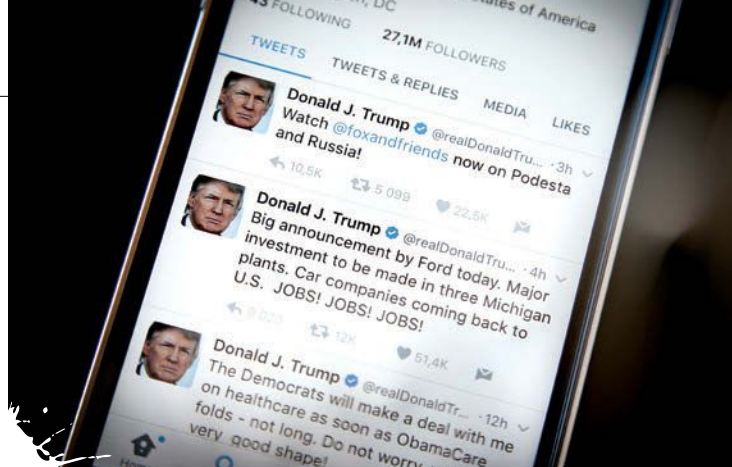 43 FOLLOWING
DC
tates of America
27,1M FOLLOWERS
TWEETS
TWEETS & REPLIES
MEDIA
LIKES
Donald J. Trump @realDonaldTru... · 3h
Watch @foxandfriends now on Podesta
and Russia!
10,5K
5 099
22,5K
Donald J. Trump @realDonaldTru... · 4h
Big announcement by Ford today. Major
investment to be made in three Michigan
plants. Car companies coming back to
U.S. JOBS! JOBS! JOBS!
12K
51,4K
Donald J. Trump @realDonaldTr... · 12h
The Democrats will make a deal with me
on healthcare as soon as ObamaCare
folds - not long. Do not worry
very good shape!